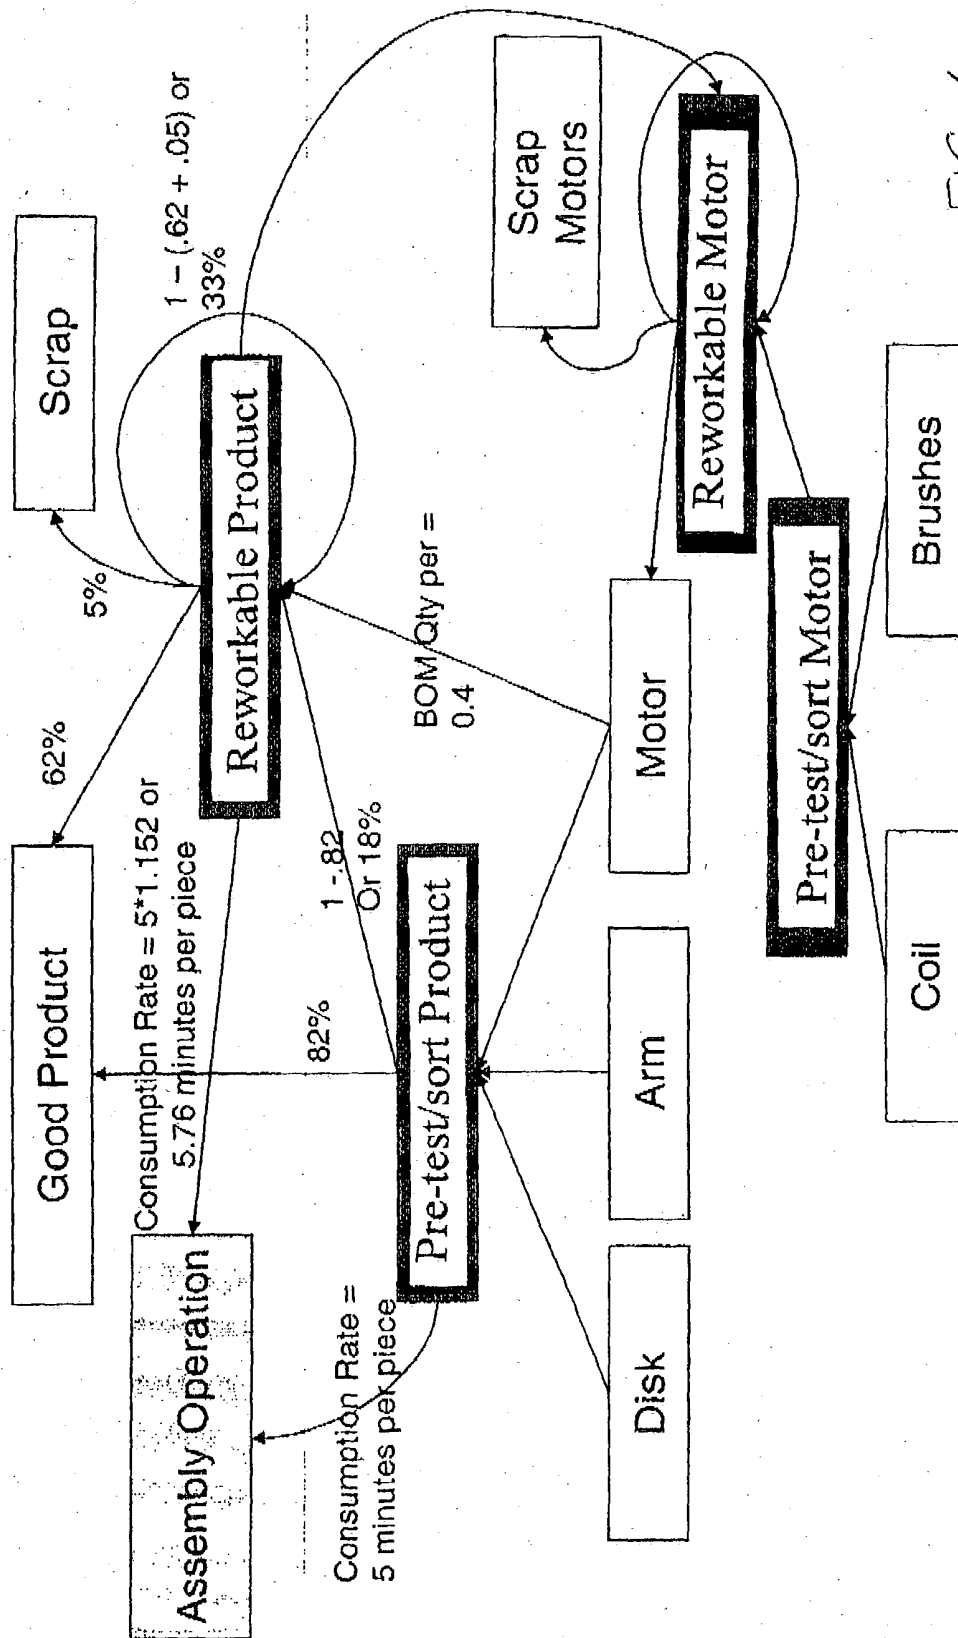 Scrap
1 – (.62 + .05) or
33%
5%
62%
Good Product
Reworkable Product
Consumption Rate = 5*1.152 or
5.76 minutes per piece
Assembly Operation
82%
1 -.82
Or 18%
BOM Qty per =
0.4
Scrap
Motors
Consumption Rate =
5 minutes per piece
Pre-test/sort Product
Reworkable Motor
Disk
Arm
Motor
Pre-test/sort Motor
Coil
Brushes